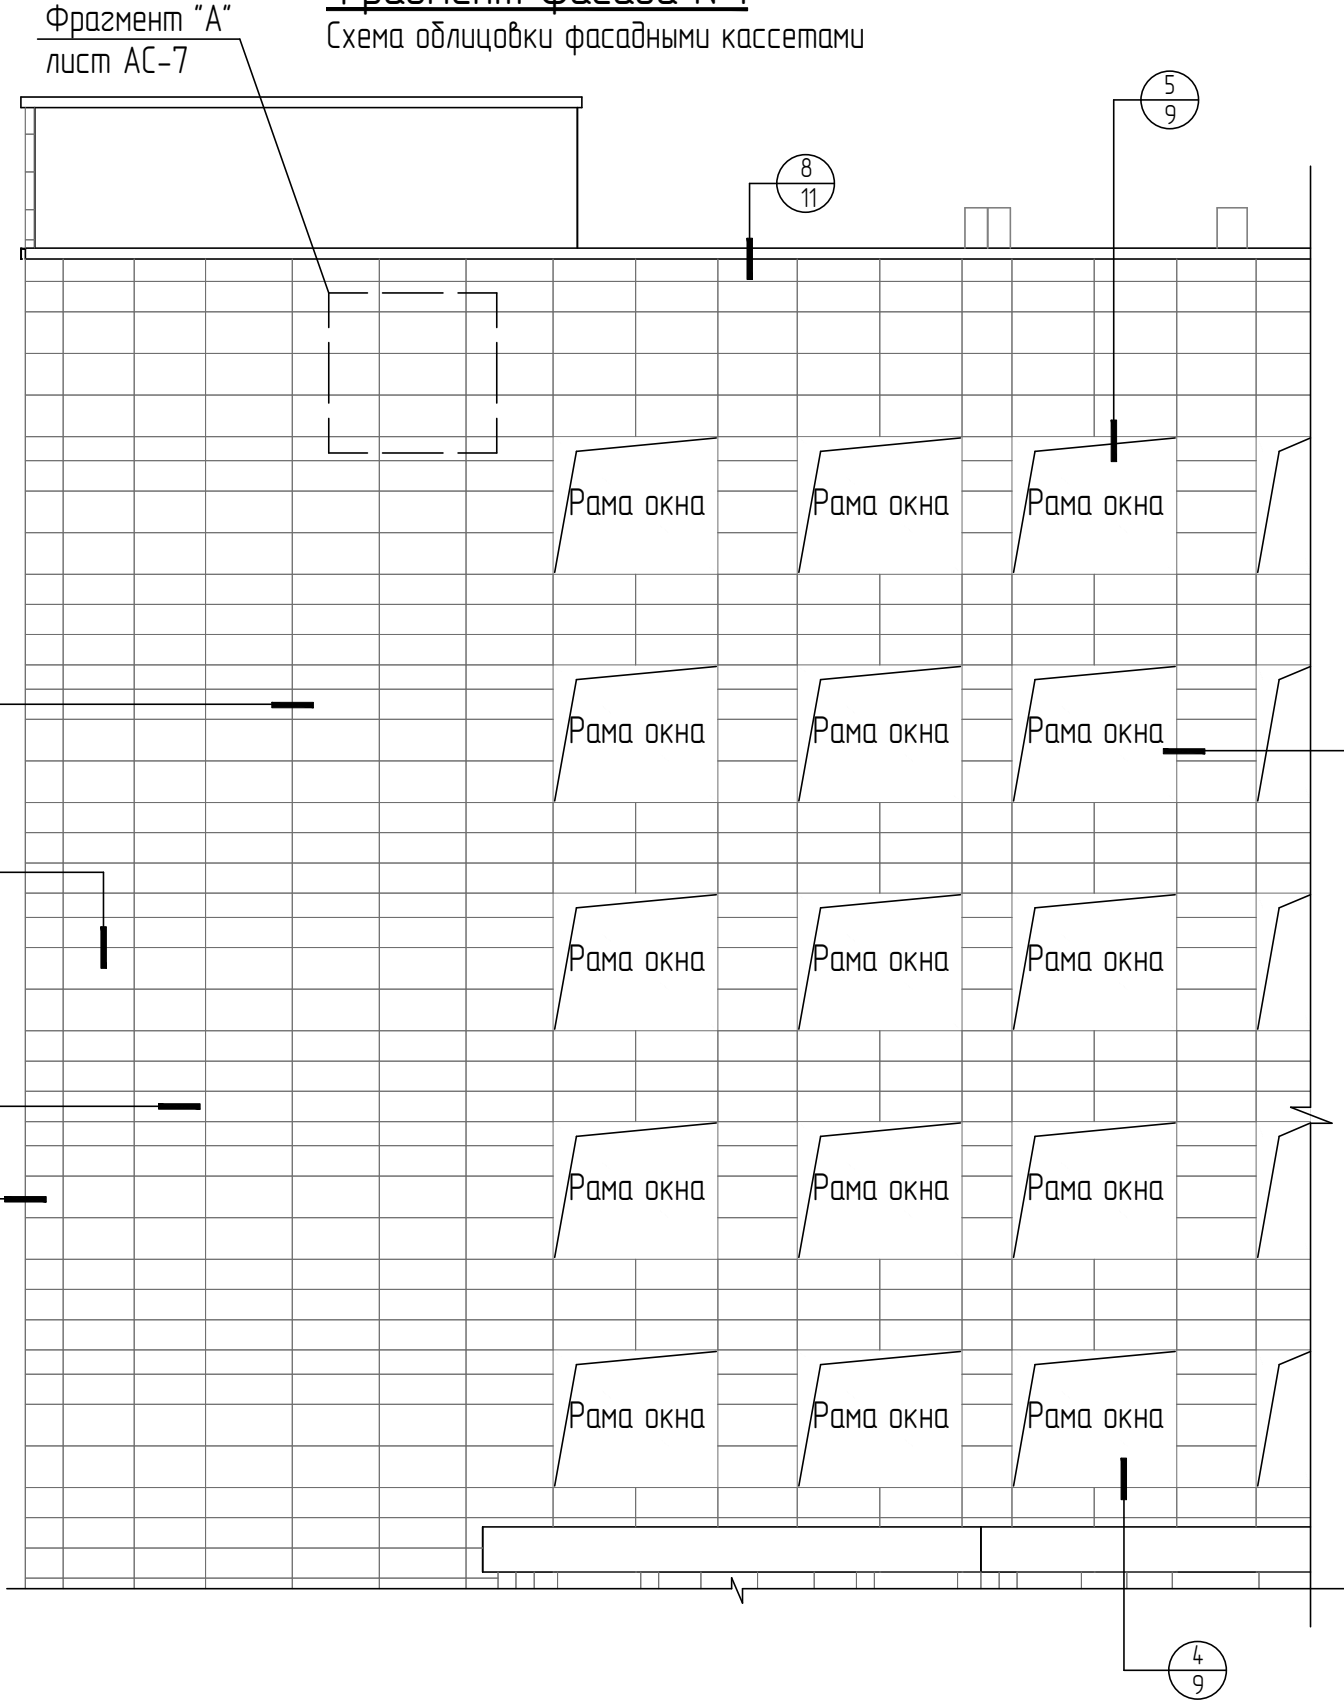 Фрагмент "А"
лист АС-7
Схема облицовки фасадными кассетами
5
9
8
11
Рама окна Рама окна Рама окна
Рама окна Рама окна Рама окна
Рама окна Рама окна Рама окна
Рама окна Рама окна Рама окна
Рама окна Рама окна Рама окна
4
9